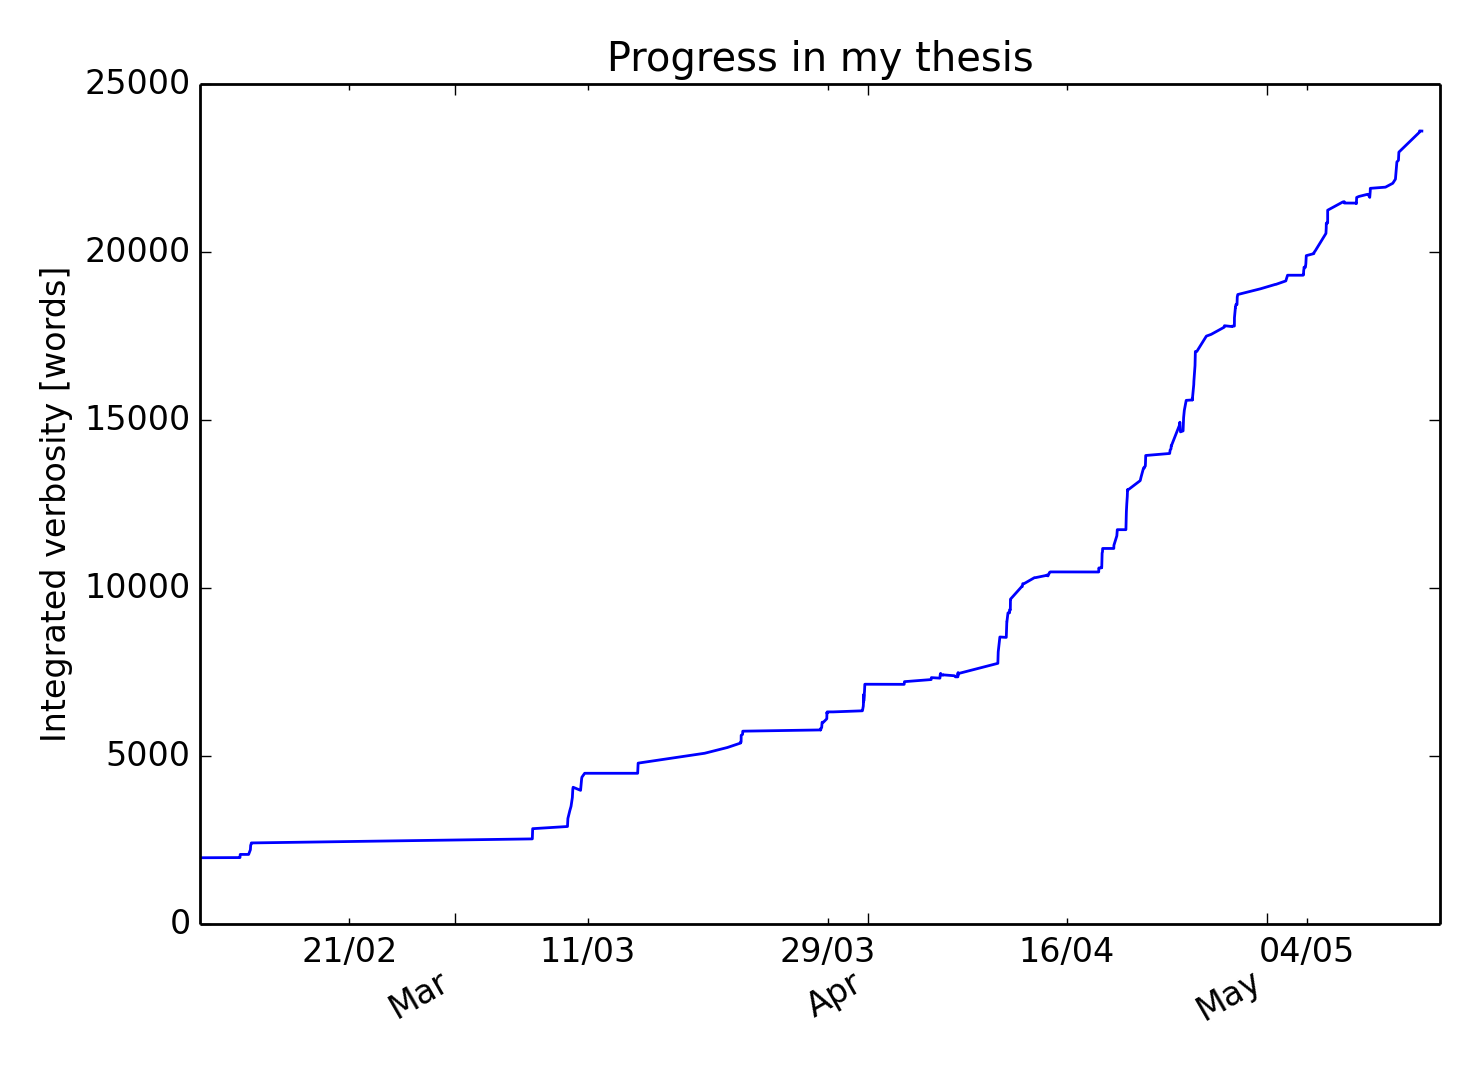 Progress in my thesis
Integrated verbosity [words]
25000
20000
15000
10000
5000
0
21/02 11/03 29/03 16/04 04/05
Mar Apr May